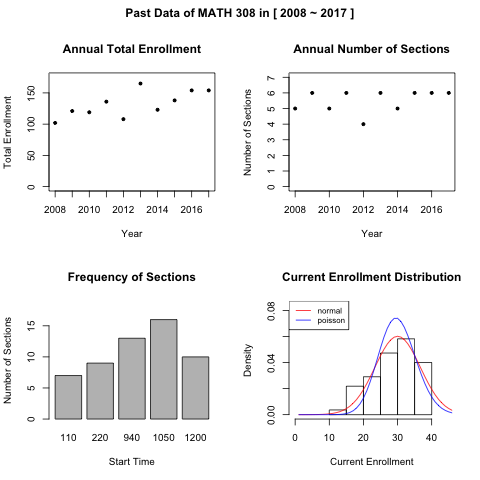 Past Data of MATH 308 in [ 2008 ~ 2017 ]
Annual Total Enrollment
Total Enrollment
0
50
100
150
2008
2010
2012
2014
2016
Year
Annual Number of Sections
Number of Sections
0
1
2
3
4
5
6
7
2008
2010
2012
2014
2016
Year
Frequency of Sections
Number of Sections
0
5
10
15
110
220
940
1050
1200
Start Time
Current Enrollment Distribution
normal
poisson
Density
0.00
0.04
0.08
0
10
20
30
40
Current Enrollment